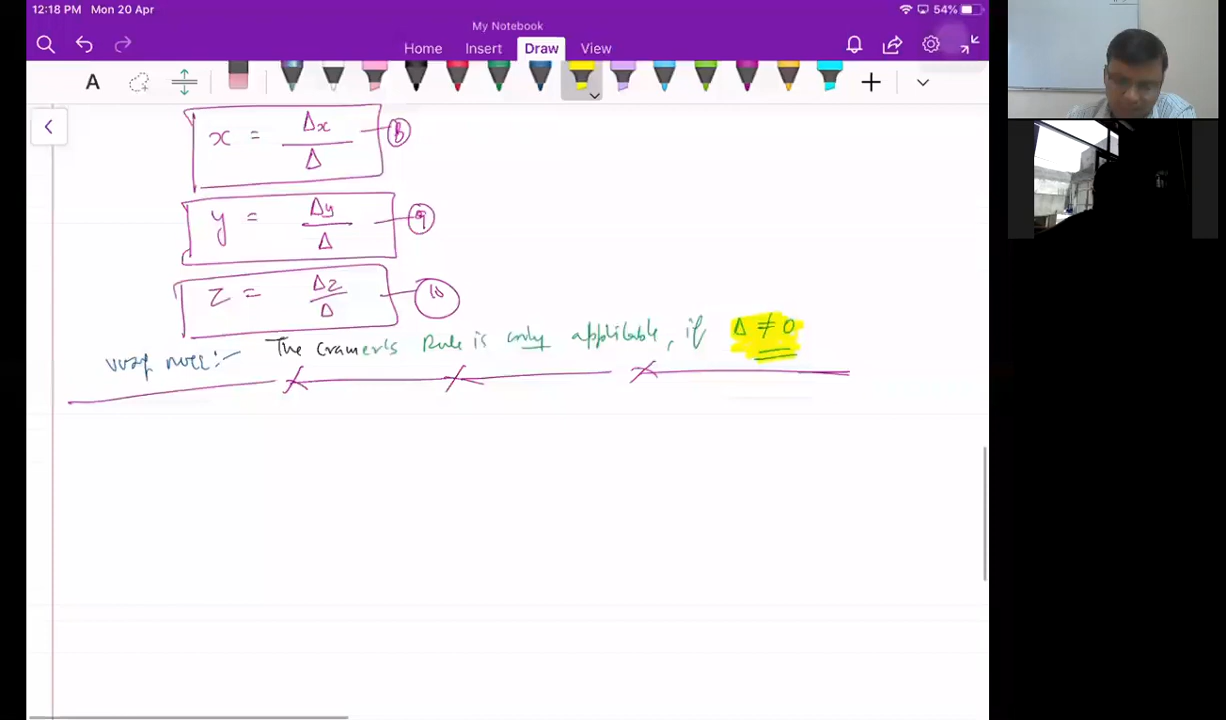 12:18 PM Mon 20 Apr
54%
My Notebook
Home Insert Draw View
A
x = Δx / Δ — 8
y = Δy / Δ — 9
z = Δz / Δ — 10
The Cramer's Rule is only applicable, if Δ ≠ 0